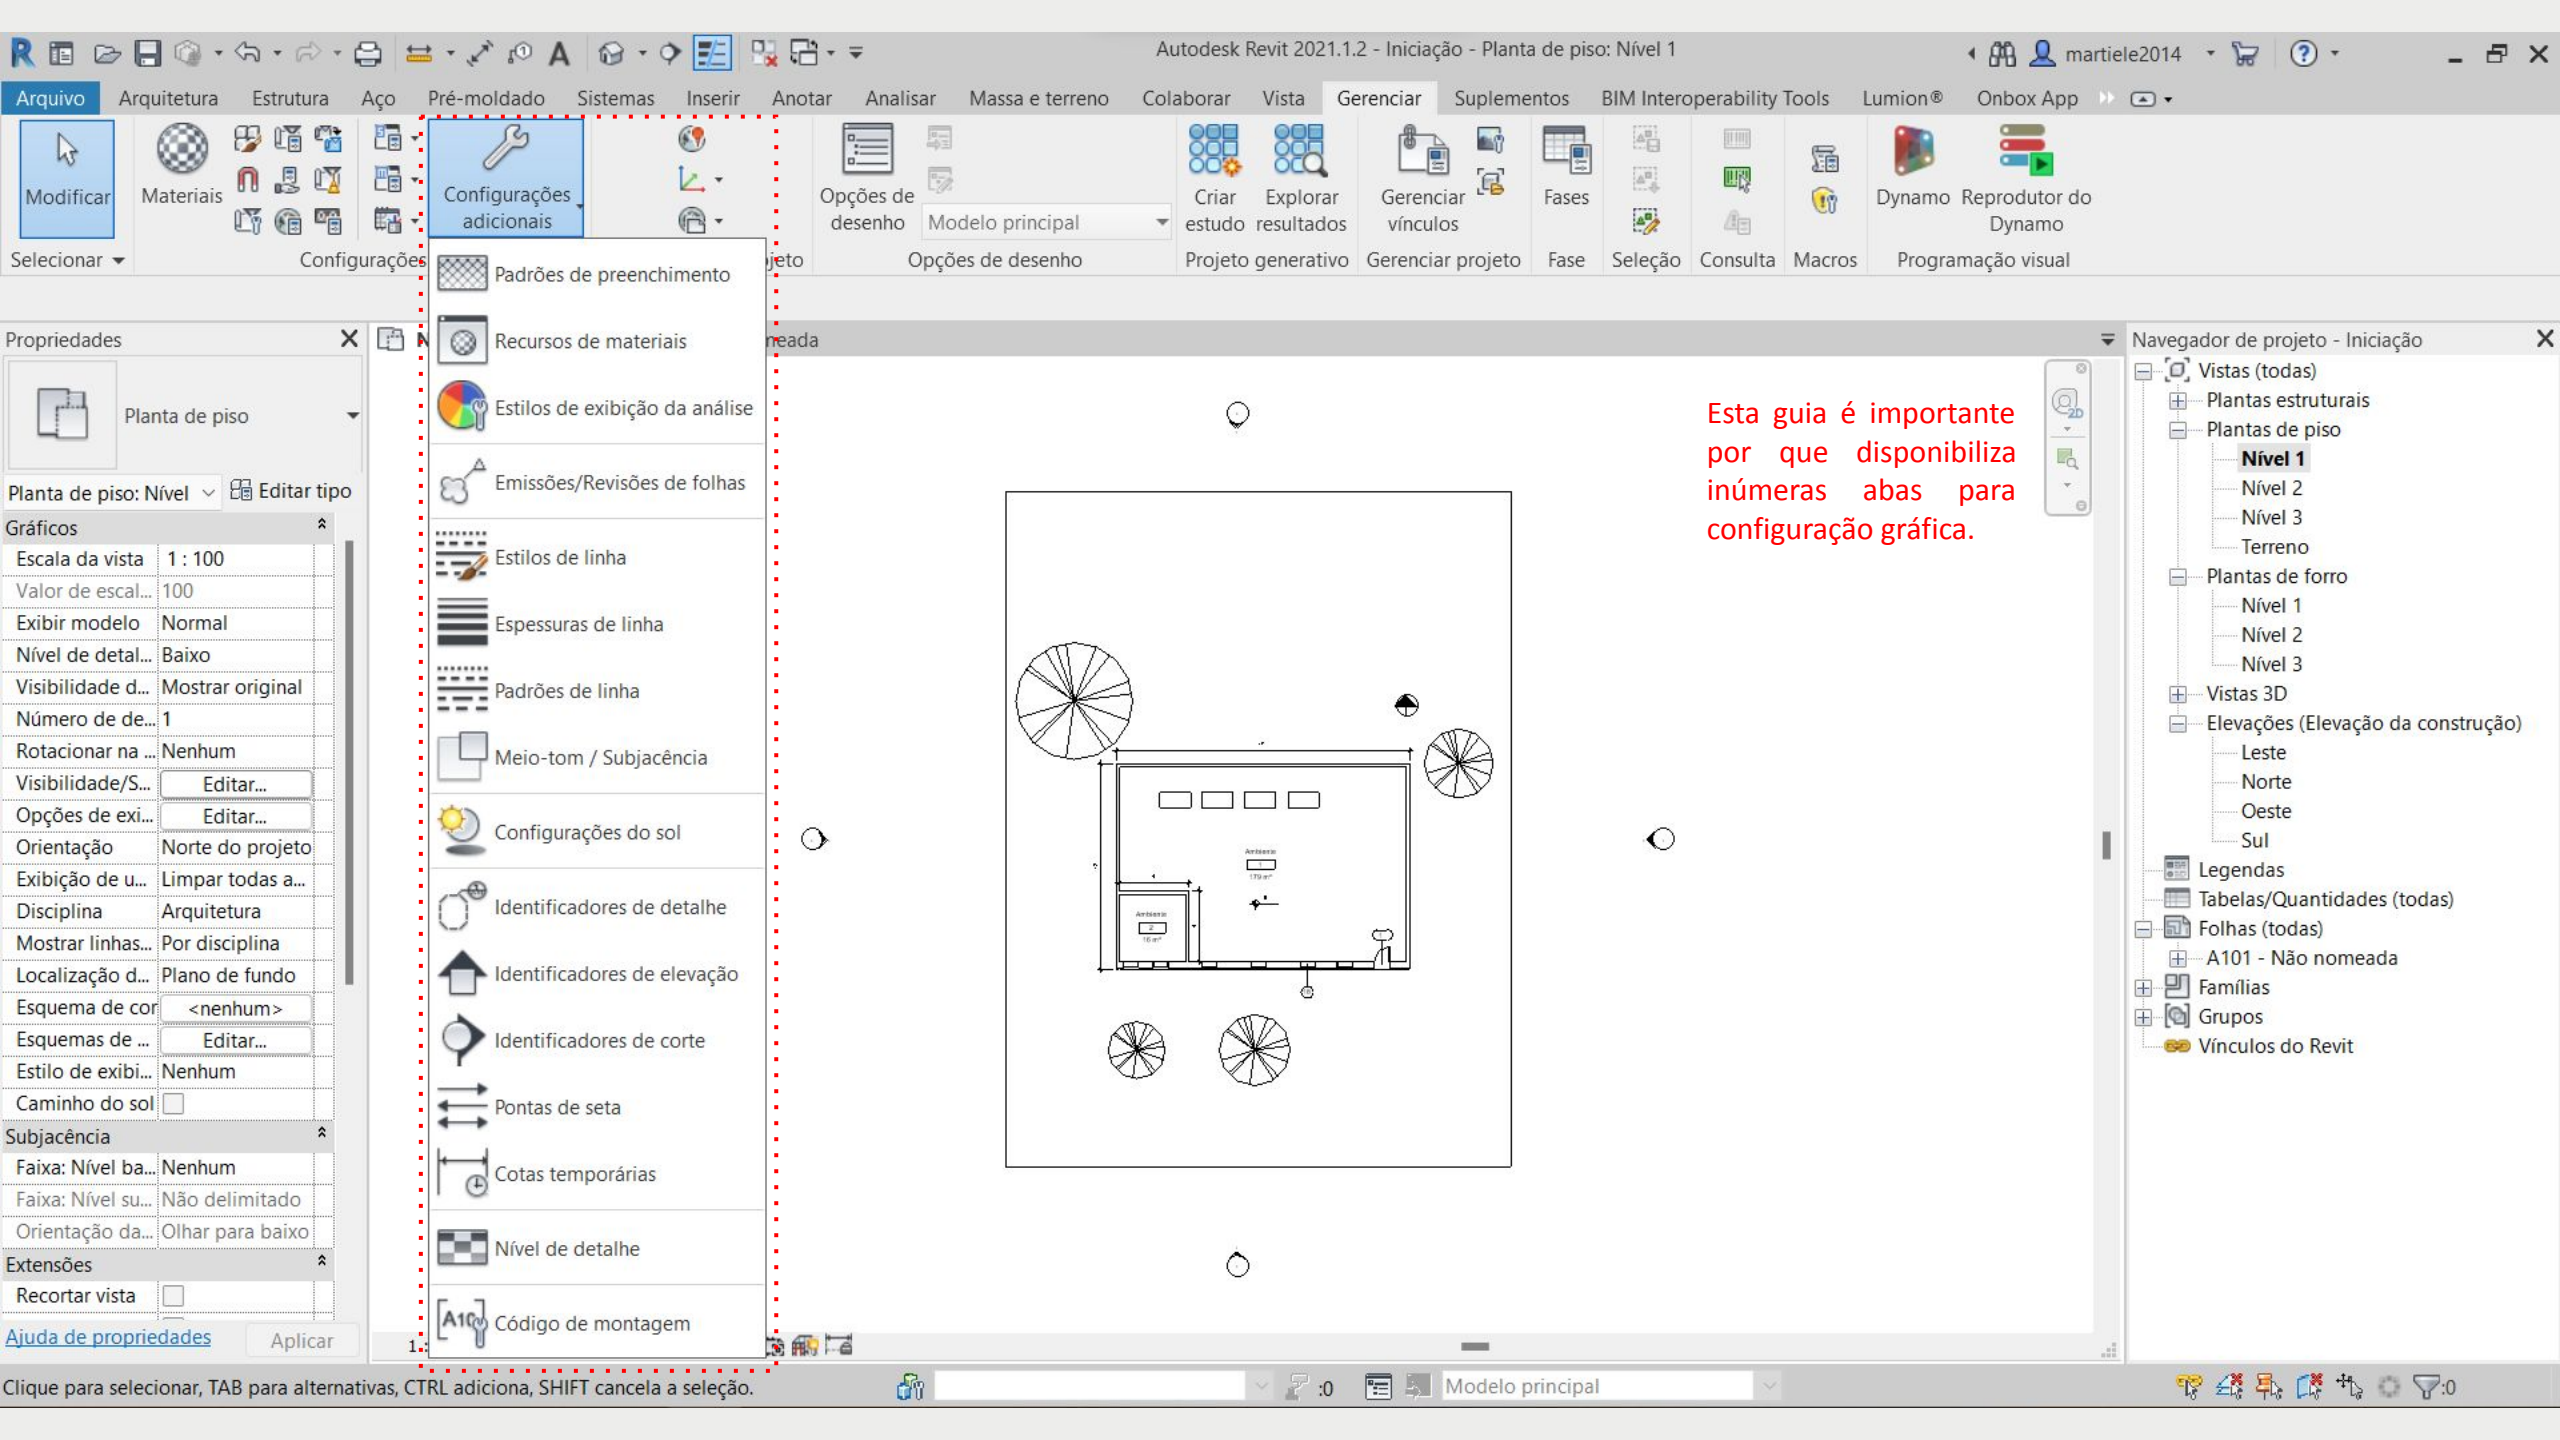 Autodesk Revit 2021.1.2 - Iniciação - Planta de piso: Nível 1
martiele2014
Arquivo Arquitetura Estrutura Aço Pré-moldado Sistemas Inserir Anotar Analisar Massa e terreno Colaborar Vista Gerenciar Suplementos BIM Interoperability Tools Lumion® Onbox App
Modificar
Materiais
Configurações
adicionais
Opções de
desenho
Modelo principal
Criar
estudo
Explorar
resultados
Gerenciar
vínculos
Fases
Dynamo
Reprodutor do
Dynamo
Selecionar
Configurações
jeto
Opções de desenho
Projeto generativo
Gerenciar projeto
Fase
Seleção
Consulta
Macros
Programação visual
Padrões de preenchimento
Recursos de materiais
Estilos de exibição da análise
Emissões/Revisões de folhas
Estilos de linha
Espessuras de linha
Padrões de linha
Meio-tom / Subjacência
Configurações do sol
Identificadores de detalhe
Identificadores de elevação
Identificadores de corte
Pontas de seta
Cotas temporárias
Nível de detalhe
Código de montagem
A10
Propriedades
Planta de piso
Planta de piso: Nível
Editar tipo
Gráficos
Escala da vista 1 : 100
Valor de escal... 100
Exibir modelo Normal
Nível de detal... Baixo
Visibilidade d... Mostrar original
Número de de... 1
Rotacionar na ... Nenhum
Visibilidade/S... Editar...
Opções de exi... Editar...
Orientação Norte do projeto
Exibição de u... Limpar todas a...
Disciplina Arquitetura
Mostrar linhas... Por disciplina
Localização d... Plano de fundo
Esquema de cor <nenhum>
Esquemas de ... Editar...
Estilo de exibi... Nenhum
Caminho do sol
Subjacência
Faixa: Nível ba... Nenhum
Faixa: Nível su... Não delimitado
Orientação da... Olhar para baixo
Extensões
Recortar vista
Ajuda de propriedades
Aplicar
N
neada
Esta guia é importante
por que disponibiliza
inúmeras abas para
configuração gráfica.
2D
Ambiente
1
179 m²
Ambiente
2
16 m²
Navegador de projeto - Iniciação
Vistas (todas)
Plantas estruturais
Plantas de piso
Nível 1
Nível 2
Nível 3
Terreno
Plantas de forro
Nível 1
Nível 2
Nível 3
Vistas 3D
Elevações (Elevação da construção)
Leste
Norte
Oeste
Sul
Legendas
Tabelas/Quantidades (todas)
Folhas (todas)
A101 - Não nomeada
Famílias
Grupos
Vínculos do Revit
1:
Clique para selecionar, TAB para alternativas, CTRL adiciona, SHIFT cancela a seleção.
:0
Modelo principal
:0